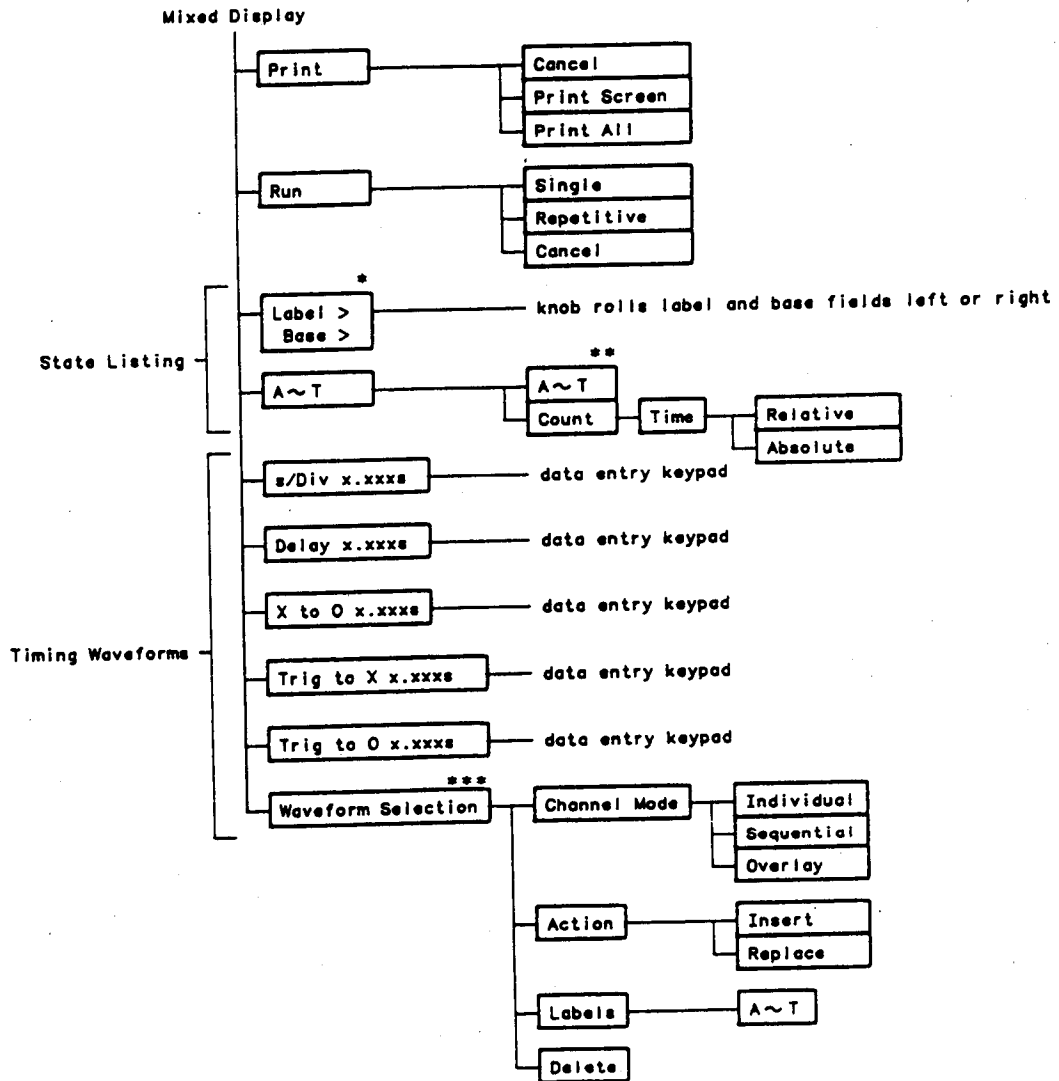 Mixed Display
Print
Cancel
Print Screen
Print All
Run
Single
Repetitive
Cancel
*
Label >
Base >
knob rolls label and base fields left or right
State Listing
**
A~T
A~T
Count
Time
Relative
Absolute
s/Div x.xxxs
data entry keypad
Delay x.xxxs
data entry keypad
X to O x.xxxs
data entry keypad
Timing Waveforms
Trig to X x.xxxs
data entry keypad
Trig to O x.xxxs
data entry keypad
***
Waveform Selection
Channel Mode
Individual
Sequential
Overlay
Action
Insert
Replace
Labels
A~T
Delete